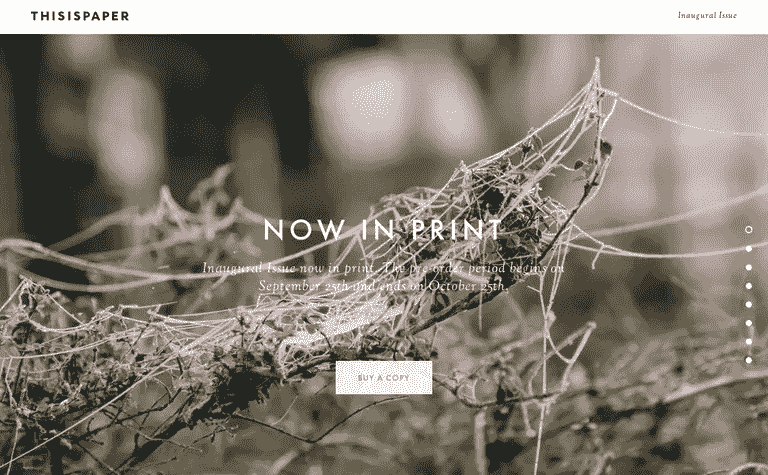 THISISPAPER
Inaugural Issue
NOW IN PRINT
Inaugural Issue now in print. The pre-order period begins on
September 25th and ends on October 25th.
BUY A COPY